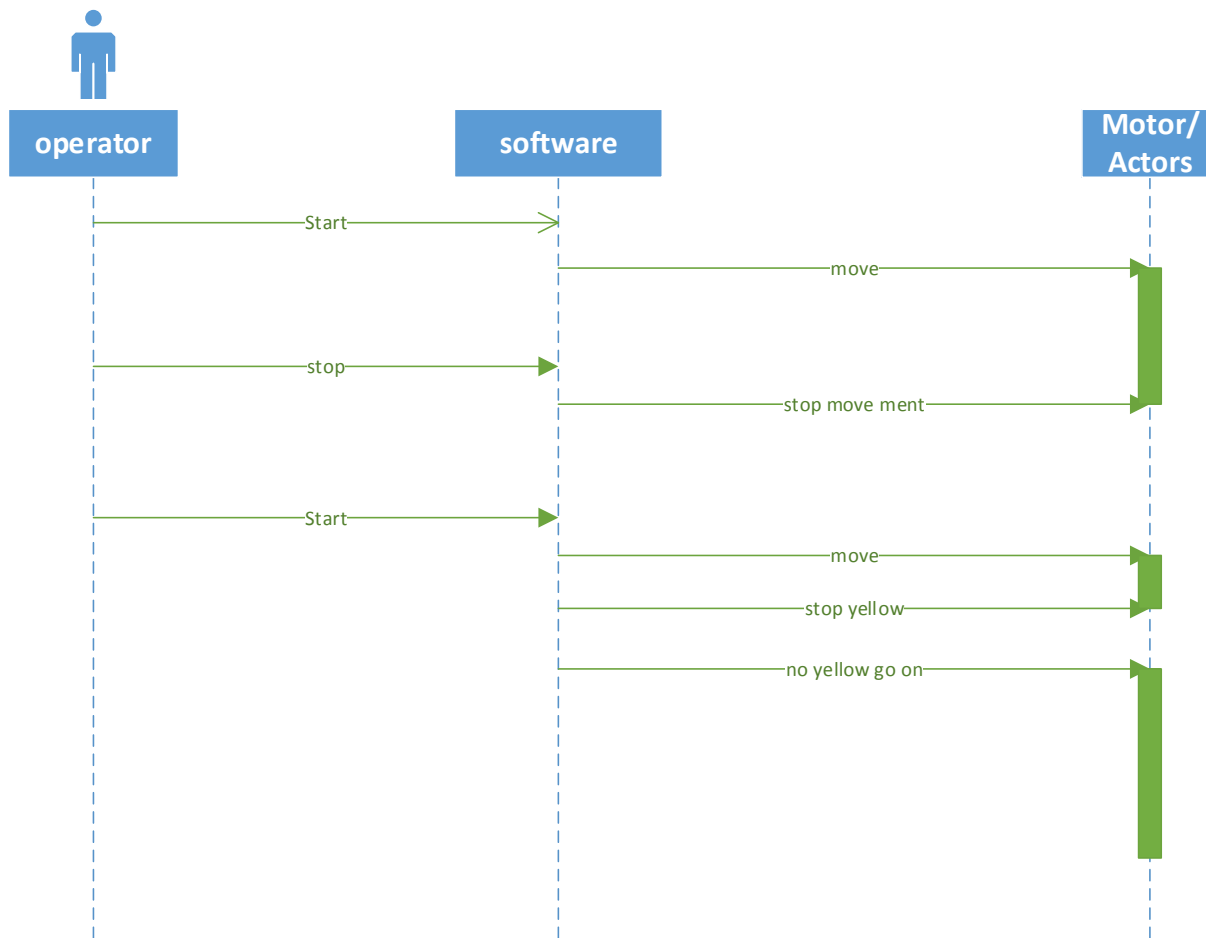 operator
software
Motor/
Actors
Start
move
stop
stop move ment
Start
move
stop yellow
no yellow go on